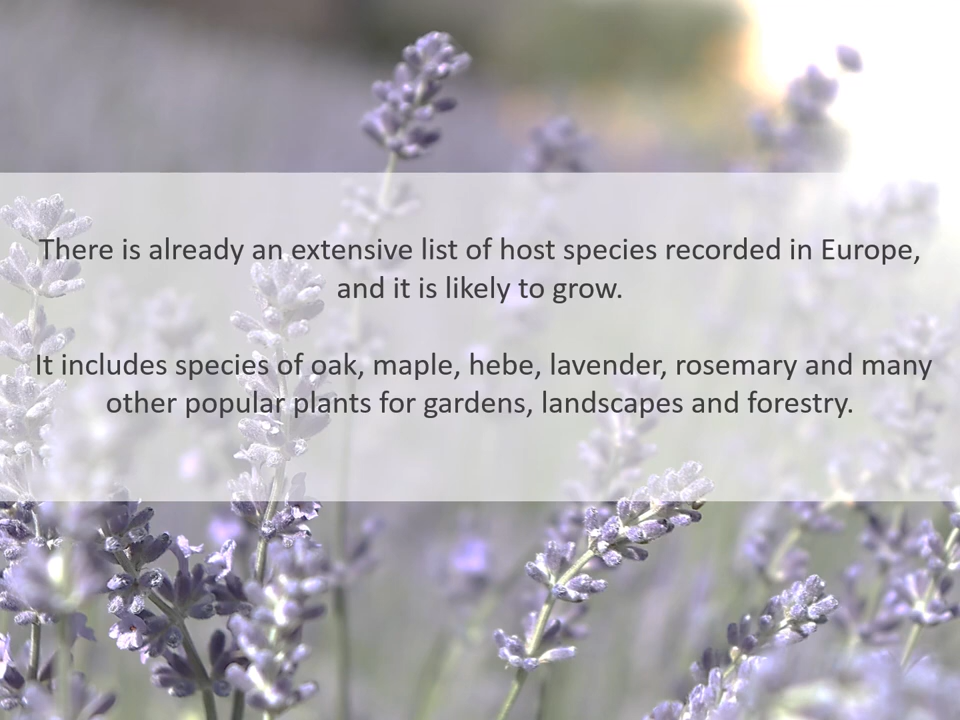 There is already an extensive list of host species recorded in Europe,
and it is likely to grow.
It includes species of oak, maple, hebe, lavender, rosemary and many
other popular plants for gardens, landscapes and forestry.